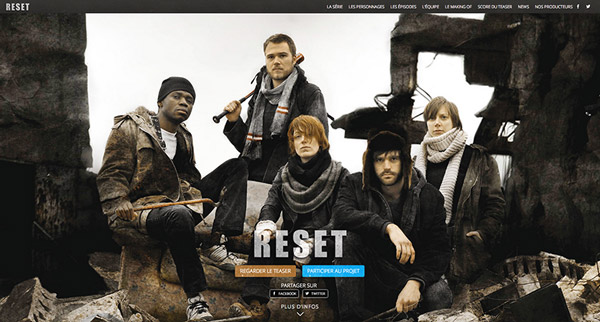 RESET
LA SÉRIE LES PERSONNAGES LES ÉPISODES L'ÉQUIPE LE MAKING OF SCORE DU TEASER NEWS NOS PRODUCTEURS
RESET
REGARDER LE TEASER PARTICIPER AU PROJET
PARTAGER SUR
FACEBOOK TWITTER
PLUS D'INFOS